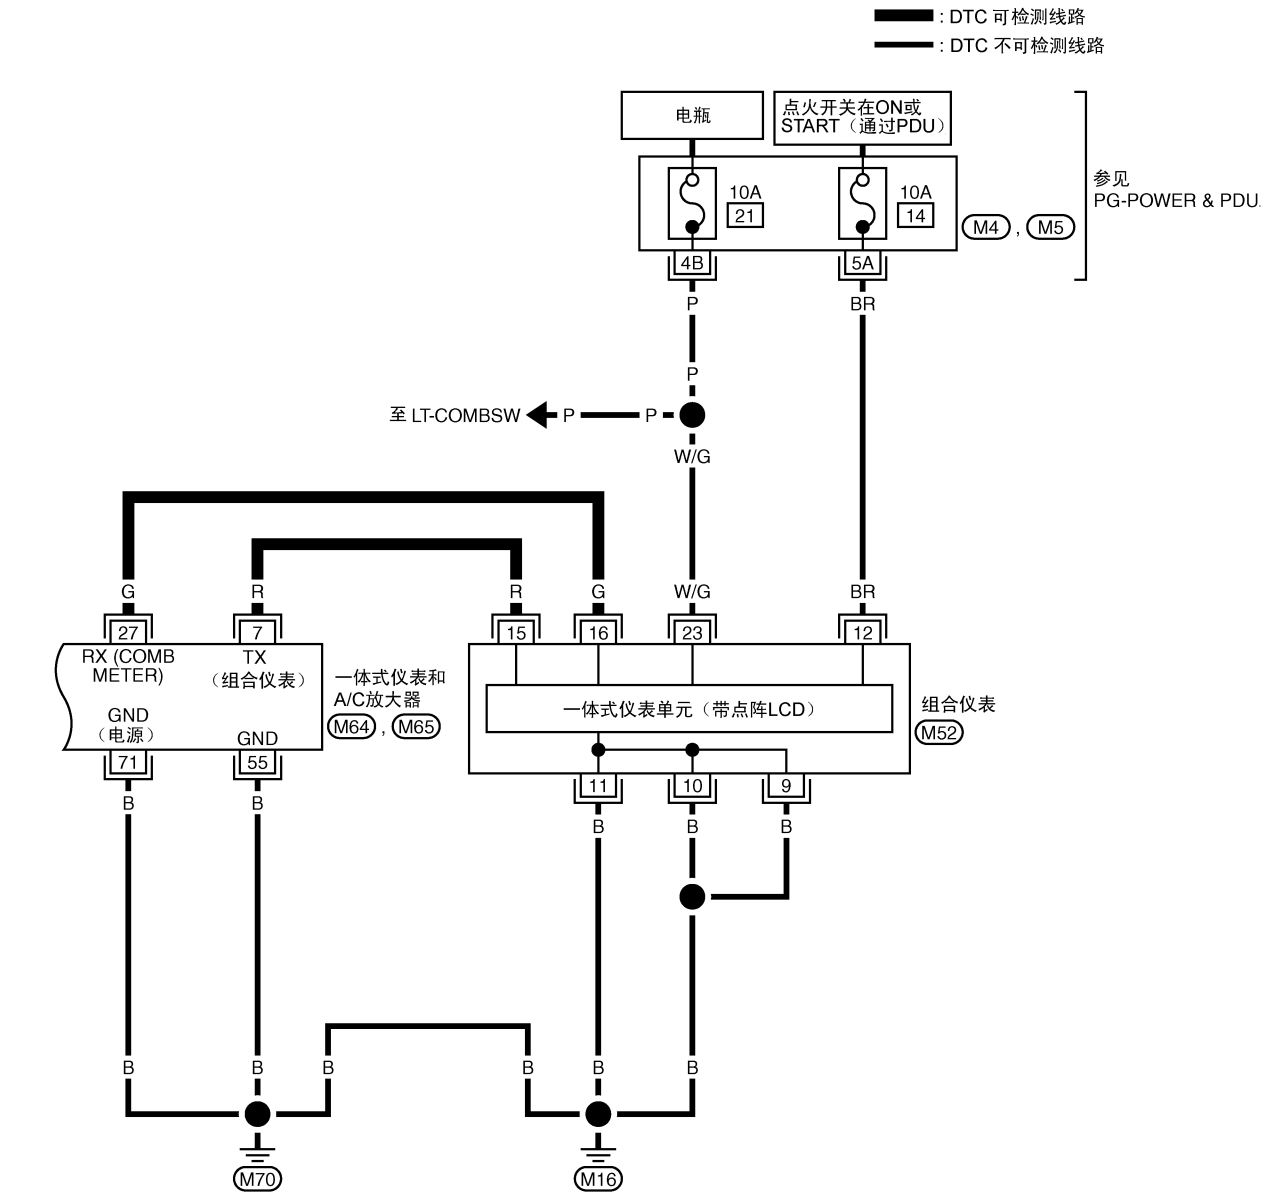 : DTC 可检测线路
: DTC 不可检测线路
电瓶
点火开关在ON或
START（通过PDU）
10A
21
10A
14
M4 , M5
参见
PG-POWER & PDU.
4B
5A
P
BR
P
至 LT-COMBSW
P
P
W/G
G
R
R
G
W/G
BR
27
7
15
16
23
12
RX (COMB
METER)
TX
（组合仪表）
GND
（电源）
GND
一体式仪表和
A/C放大器
M64 , M65
一体式仪表单元（带点阵LCD）
组合仪表
M52
71
55
11
10
9
B
B
B
B
B
B
B
B
B
B
B
M70
M16